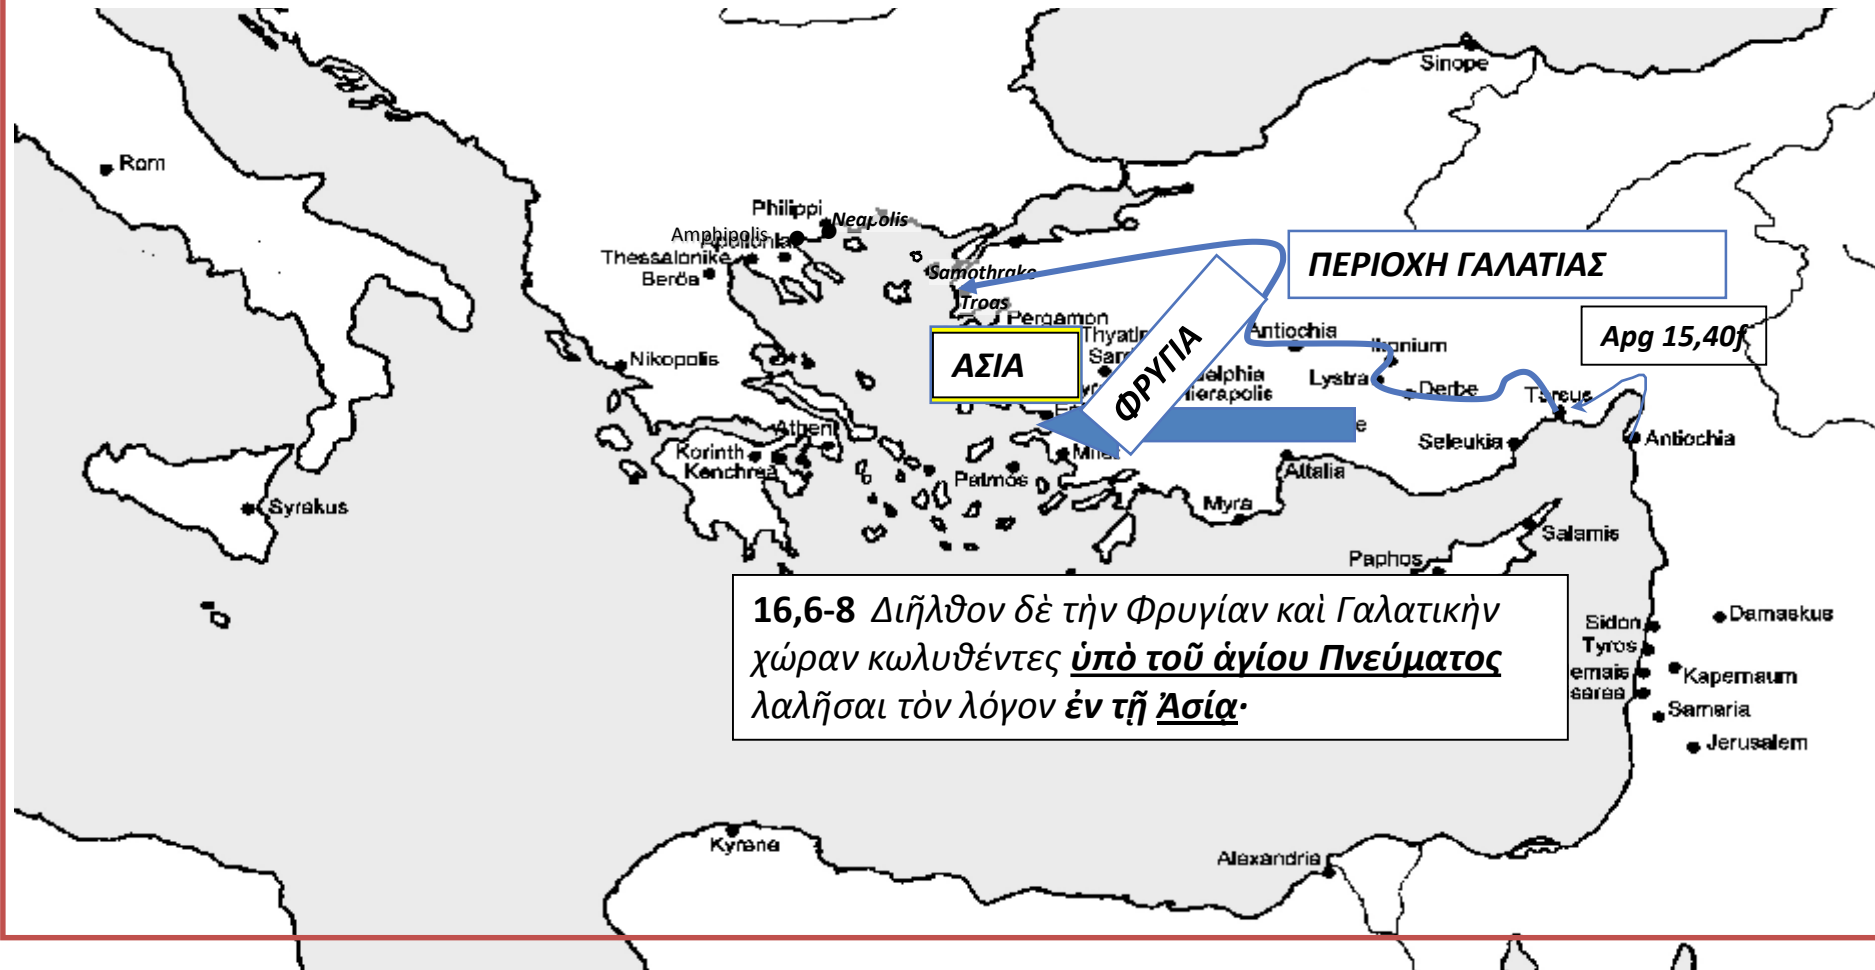 Sinope
Rom
Philippi
Neapolis
Amphipolis
Apollonia
Thessalonike
Beröa
Samothrake
Troas
ΠΕΡΙΟΧΗ ΓΑΛΑΤΙΑΣ
Pergamon
Apg 15,40f
ΑΣΙΑ
ΦΡΥΓΙΑ
Antiochia
Ikonium
Nikopolis
Lystra
Derbe
Tarsus
Athen
Korinth
Kenchrea
Seleukia
Antiochia
Patmos
Attalia
Myra
Syrakus
Salamis
Paphos
16,6-8 Διῆλθον δὲ τὴν Φρυγίαν καὶ Γαλατικὴν
χώραν κωλυθέντες ὑπὸ τοῦ ἁγίου Πνεύματος
λαλῆσαι τὸν λόγον ἐν τῇ Ἀσίᾳ·
Sidon
Damaskus
Tyros
Kapernaum
Samaria
Jerusalem
Kyrene
Alexandria